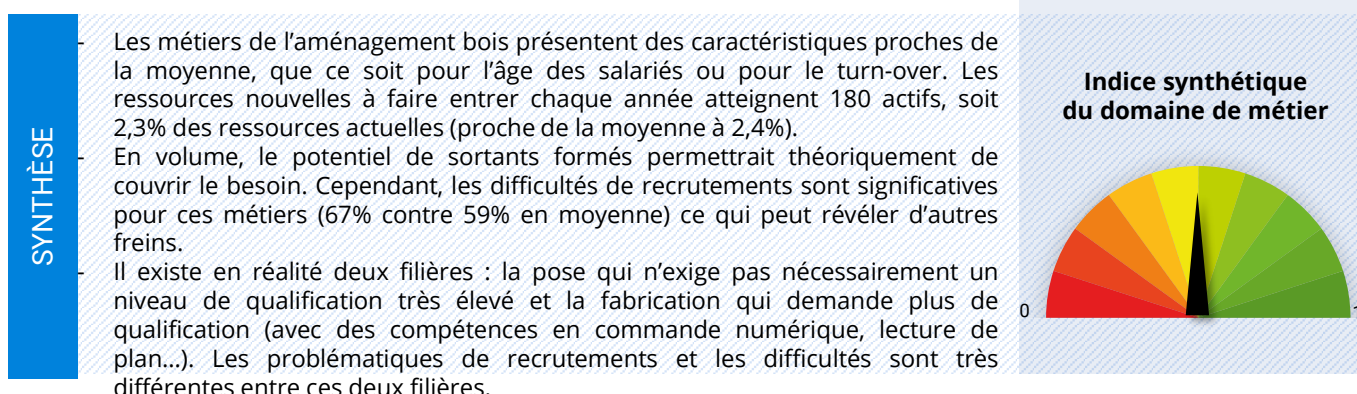 SYNTHÈSE
- Les métiers de l’aménagement bois présentent des caractéristiques proches de
la moyenne, que ce soit pour l’âge des salariés ou pour le turn-over. Les
ressources nouvelles à faire entrer chaque année atteignent 180 actifs, soit
2,3% des ressources actuelles (proche de la moyenne à 2,4%).
- En volume, le potentiel de sortants formés permettrait théoriquement de
couvrir le besoin. Cependant, les difficultés de recrutements sont significatives
pour ces métiers (67% contre 59% en moyenne) ce qui peut révéler d’autres
freins.
- Il existe en réalité deux filières : la pose qui n’exige pas nécessairement un
niveau de qualification très élevé et la fabrication qui demande plus de
qualification (avec des compétences en commande numérique, lecture de
plan…). Les problématiques de recrutements et les difficultés sont très
différentes entre ces deux filières.
Indice synthétique
du domaine de métier
0